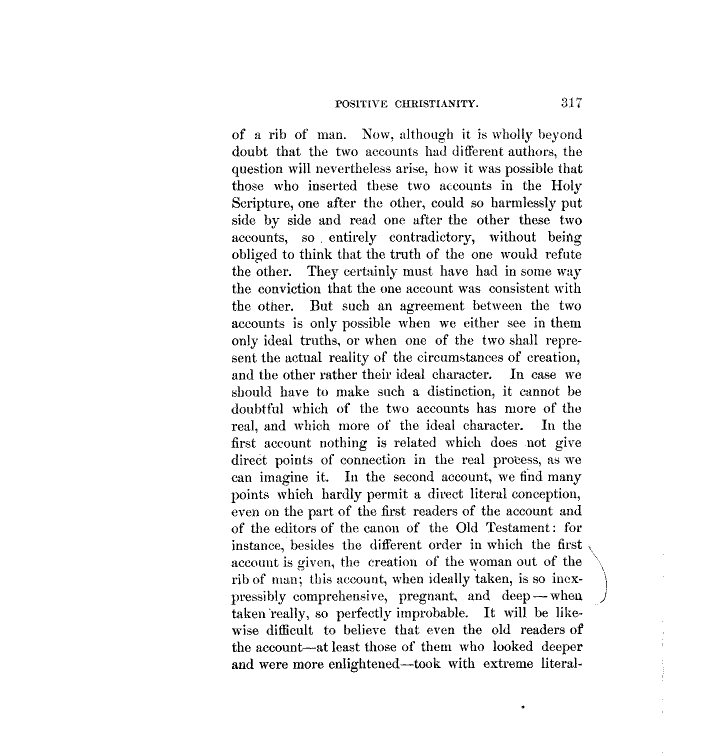 POSITIVE CHRISTIANITY. 317
of a rib of man. Now, although it is wholly beyond
doubt that the two accounts had different authors, the
question will nevertheless arise, how it was possible that
those who inserted these two accounts in the Holy
Scripture, one after the other, could so harmlessly put
side by side and read one after the other these two
accounts, so entirely contradictory, without being
obliged to think that the truth of the one would refute
the other. They certainly must have had in some way
the conviction that the one account was consistent with
the other. But such an agreement between the two
accounts is only possible when we either see in them
only ideal truths, or when one of the two shall repre-
sent the actual reality of the circumstances of creation,
and the other rather their ideal character. In case we
should have to make such a distinction, it cannot be
doubtful which of the two accounts has more of the
real, and which more of the ideal character. In the
first account nothing is related which does not give
direct points of connection in the real process, as we
can imagine it. In the second account, we find many
points which hardly permit a direct literal conception,
even on the part of the first readers of the account and
of the editors of the canon of the Old Testament: for
instance, besides the different order in which the first
account is given, the creation of the woman out of the
rib of man; this account, when ideally taken, is so inex-
pressibly comprehensive, pregnant, and deep—when
taken really, so perfectly improbable. It will be like-
wise difficult to believe that even the old readers of
the account—at least those of them who looked deeper
and were more enlightened—took with extreme literal-